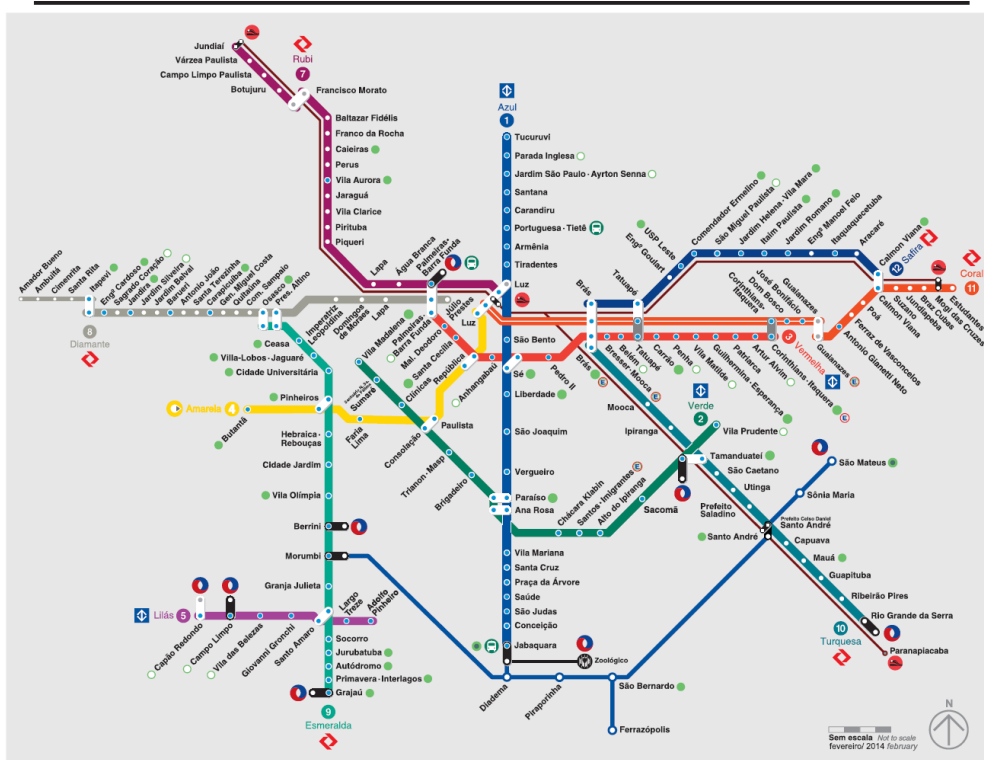 Jundiaí
Várzea Paulista
Campo Limpo Paulista
Botujuru
Rubi
7
Francisco Morato
Baltazar Fidélis
Franco da Rocha
Caieiras
Perus
Vila Aurora
Jaraguá
Vila Clarice
Pirituba
Piqueri
Lapa
Água Branca
Palmeiras-
Barra Funda
Azul
1
Tucuruvi
Parada Inglesa
Jardim São Paulo - Ayrton Senna
Santana
Carandiru
Portuguesa - Tietê
Armênia
Tiradentes
Luz
São Bento
Sé
Liberdade
São Joaquim
Vergueiro
Paraíso
Ana Rosa
Vila Mariana
Santa Cruz
Praça da Árvore
Saúde
São Judas
Conceição
Jabaquara
Zoológico
Amador Bueno
Ambuitá
Cimenrita
Santa Rita
Itapevi
Engº Cardoso
Sagrado Coração
Jandira
Jardim Silveira
Jardim Belval
Barueri
Antonio João
Santa Terezinha
Carapicuíba
Gen. Miguel Costa
Quitaúna
Osasco
Com. Sampaio
Pres. Altino
Imperatriz
Leopoldina
Domingos
de Moraes
Lapa
Palmeiras-
Barra Funda
Júlio
Prestes
8
Diamante
Ceasa
Villa-Lobos - Jaguaré
Cidade Universitária
Pinheiros
Hebraica -
Rebouças
Cidade Jardim
Vila Olímpia
Berrini
Morumbi
Granja Julieta
Santo Amaro
Socorro
Jurubatuba
Autódromo
Primavera - Interlagos
Grajaú
9
Esmeralda
Amarela
4
Butantã
Faria
Lima
Paulista
República
Luz
Lilás
5
Capão Redondo
Campo Limpo
Vila das Belezas
Giovanni Gronchi
Largo
Treze
Adolfo
Pinheiro
Vila Madalena
Sumaré
Clínicas
Consolação
Trianon - Masp
Brigadeiro
Chácara Klabin
Santos - Imigrantes
Alto do Ipiranga
Sacomã
Tamanduateí
Vila Prudente
Verde
2
Mal. Deodoro
Santa Cecília
Anhangabaú
Pedro II
Brás
Bresser - Mooca
Belém
Tatuapé
Carrão
Penha
Vila Matilde
Guilhermina - Esperança
Patriarca
Artur Alvim
Corinthians - Itaquera
3
Vermelha
Brás
Tatuapé
Engº Goulart
USP Leste
Comendador Ermelino
São Miguel Paulista
Jardim Helena - Vila Mara
Itaim Paulista
Jardim Romano
Engº Manoel Feio
Itaquaquecetuba
Aracaré
Calmon Viana
12
Safira
Corinthians-
Itaquera
Dom Bosco
José Bonifácio
Guaianazes
Guaianazes
Antonio Gianetti Neto
Ferraz de Vasconcelos
Poá
Calmon Viana
Suzano
Jundiapeba
Braz Cubas
Mogi das Cruzes
Estudantes
Coral
11
Mooca
Ipiranga
São Caetano
Utinga
Prefeito
Saladino
Prefeito Celso Daniel
Santo André
Santo André
Capuava
Mauá
Guapituba
Ribeirão Pires
Rio Grande da Serra
Paranapiacaba
10
Turquesa
São Mateus
Sônia Maria
Diadema
Piraporinha
São Bernardo
Ferrazópolis
N
Sem escala Not to scale
fevereiro/ 2014 february